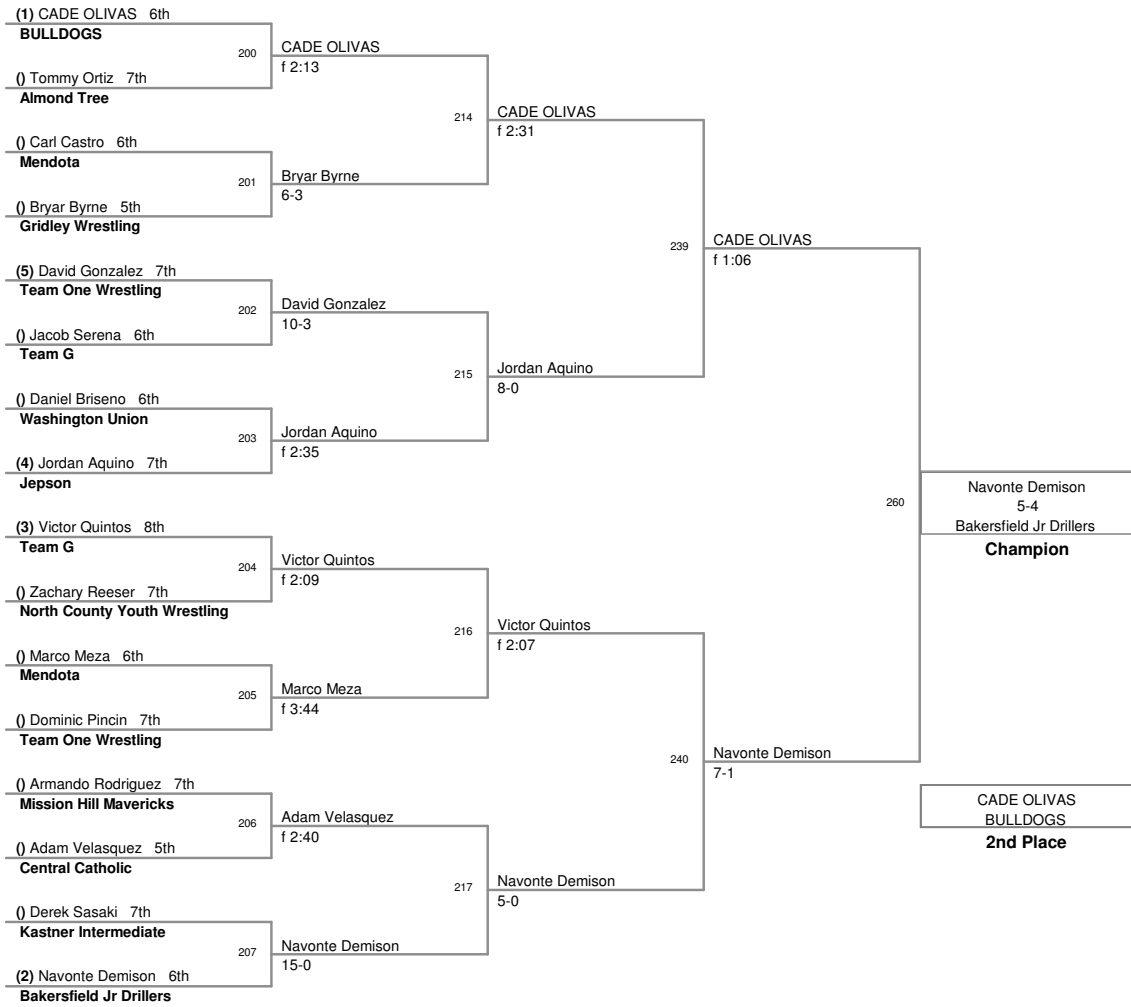 (1) CADE OLIVAS 6th
BULLDOGS
200
() Tommy Ortiz 7th
Almond Tree
() Carl Castro 6th
Mendota
201
() Bryar Byrne 5th
Gridley Wrestling
(5) David Gonzalez 7th
Team One Wrestling
202
() Jacob Serena 6th
Team G
() Daniel Briseno 6th
Washington Union
203
(4) Jordan Aquino 7th
Jepson
(3) Victor Quintos 8th
Team G
204
() Zachary Reeser 7th
North County Youth Wrestling
() Marco Meza 6th
Mendota
205
() Dominic Pincin 7th
Team One Wrestling
() Armando Rodriguez 7th
Mission Hill Mavericks
206
() Adam Velasquez 5th
Central Catholic
() Derek Sasaki 7th
Kastner Intermediate
207
(2) Navonte Demison 6th
Bakersfield Jr Drillers
CADE OLIVAS
f 2:13
214
Bryar Byrne
6-3
David Gonzalez
10-3
215
Jordan Aquino
f 2:35
Victor Quintos
f 2:09
216
Marco Meza
f 3:44
Adam Velasquez
f 2:40
217
Navonte Demison
15-0
CADE OLIVAS
f 2:31
239
Jordan Aquino
8-0
Victor Quintos
f 2:07
240
Navonte Demison
5-0
CADE OLIVAS
f 1:06
260
Navonte Demison
7-1
Navonte Demison
5-4
Bakersfield Jr Drillers
Champion
CADE OLIVAS
BULLDOGS
2nd Place